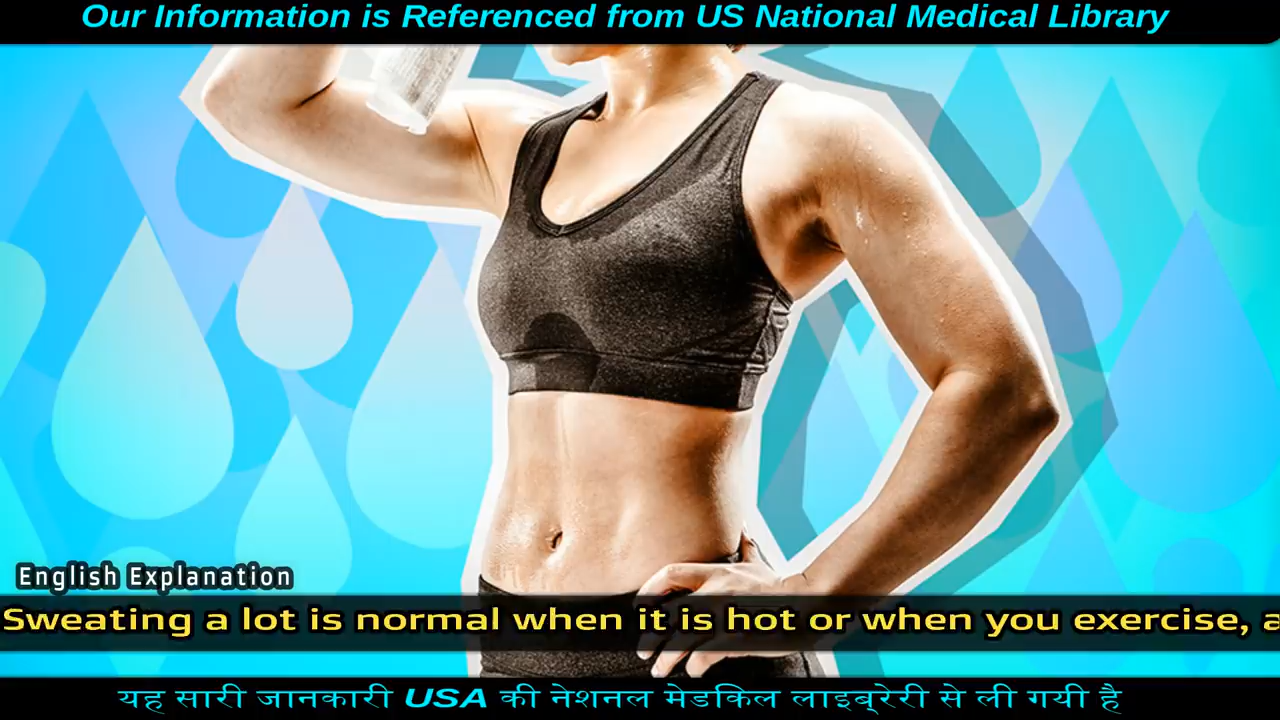 Our Information is Referenced from US National Medical Library
English Explanation
Sweating a lot is normal when it is hot or when you exercise, a
यह सारी जानकारी USA की नेशनल मेडकिल लाइब्रेरी से ली गयी है